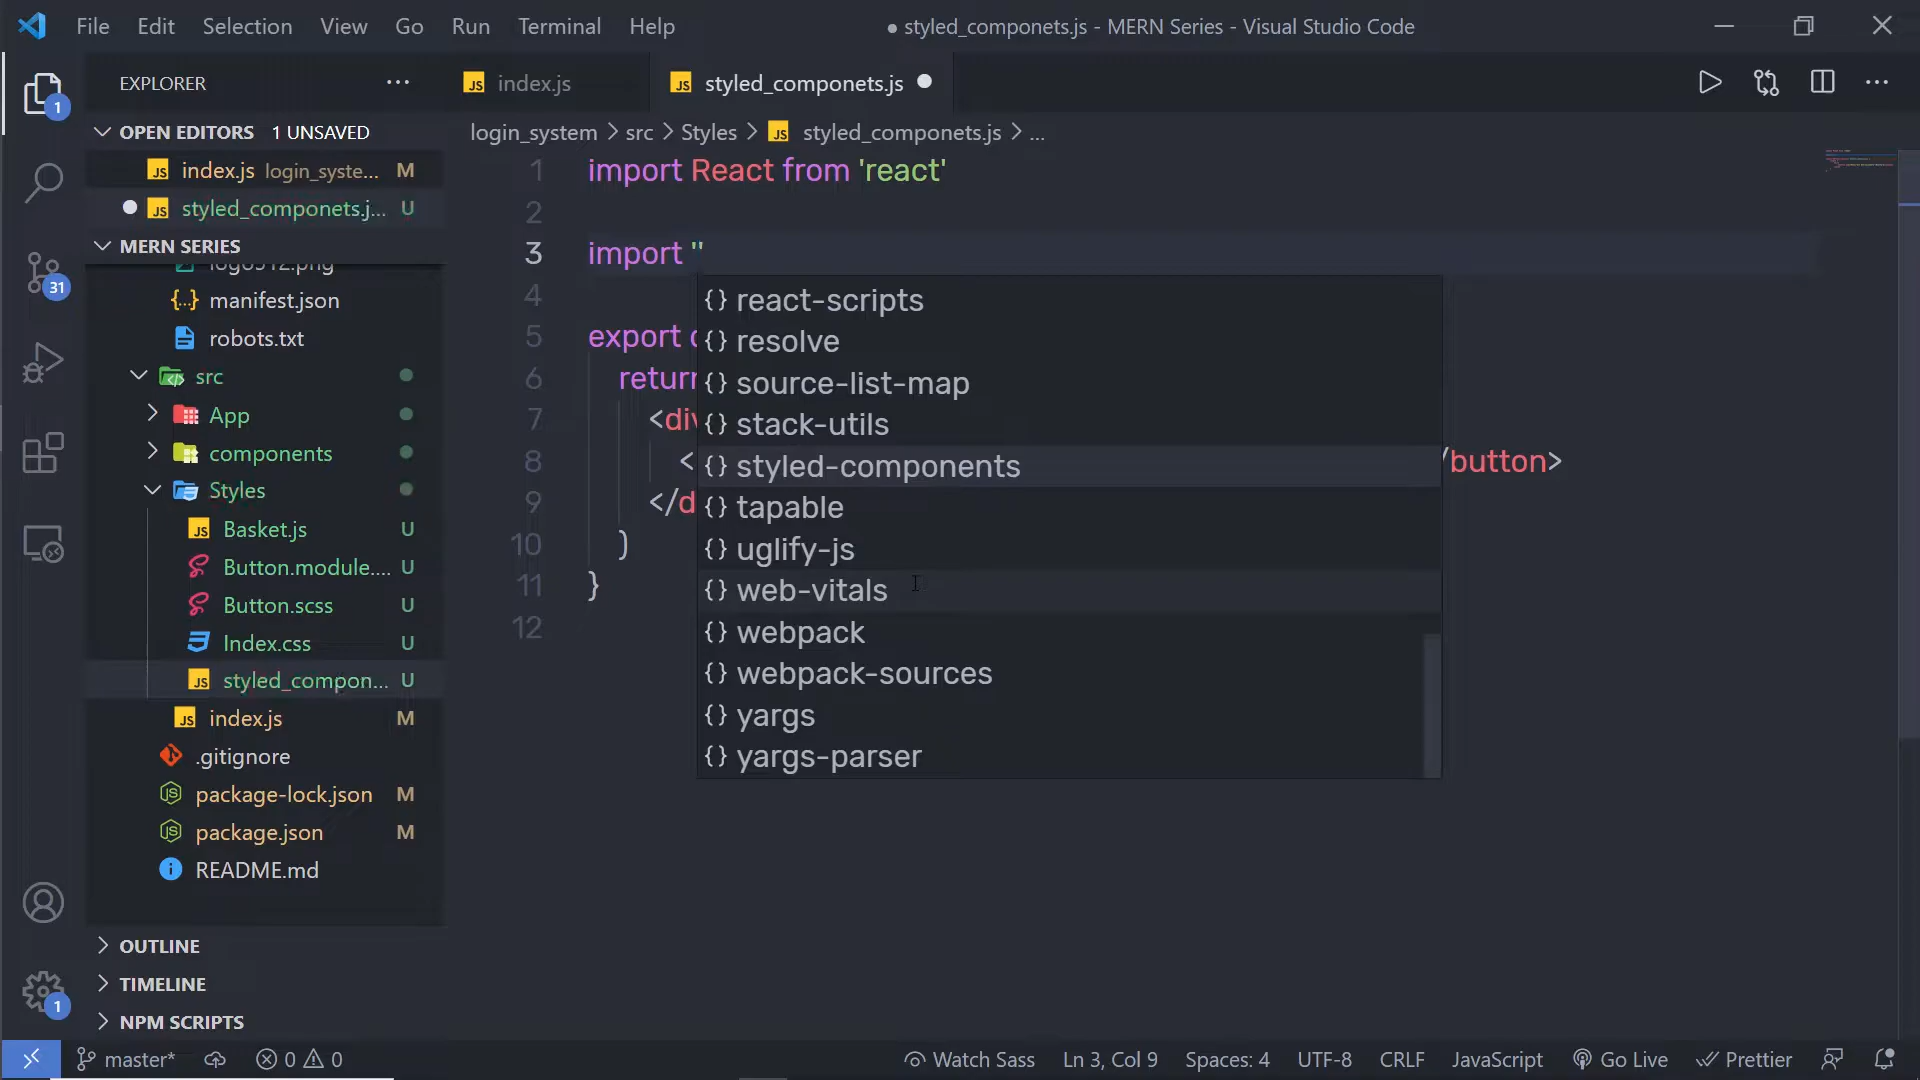 File Edit Selection View Go Run Terminal Help
● styled_componets.js - MERN Series - Visual Studio Code
EXPLORER
index.js
styled_componets.js
OPEN EDITORS 1 UNSAVED
index.js login_syste... M
styled_componets.j... U
MERN SERIES
logo512.png
manifest.json
robots.txt
src
App
components
Styles
Basket.js U
Button.module.... U
Button.scss U
Index.css U
styled_compon... U
index.js M
.gitignore
package-lock.json M
package.json M
README.md
OUTLINE
TIMELINE
NPM SCRIPTS
1
31
1
login_system > src > Styles > JS styled_componets.js > ...
1 import React from 'react'
2
3 import ''
4
5 export
6 return
7 <div
8 < /button>
9 </d
10 )
11 }
12
{} react-scripts
{} resolve
{} source-list-map
{} stack-utils
{} styled-components
{} tapable
{} uglify-js
{} web-vitals
{} webpack
{} webpack-sources
{} yargs
{} yargs-parser
master* 0 0 Watch Sass Ln 3, Col 9 Spaces: 4 UTF-8 CRLF JavaScript Go Live Prettier